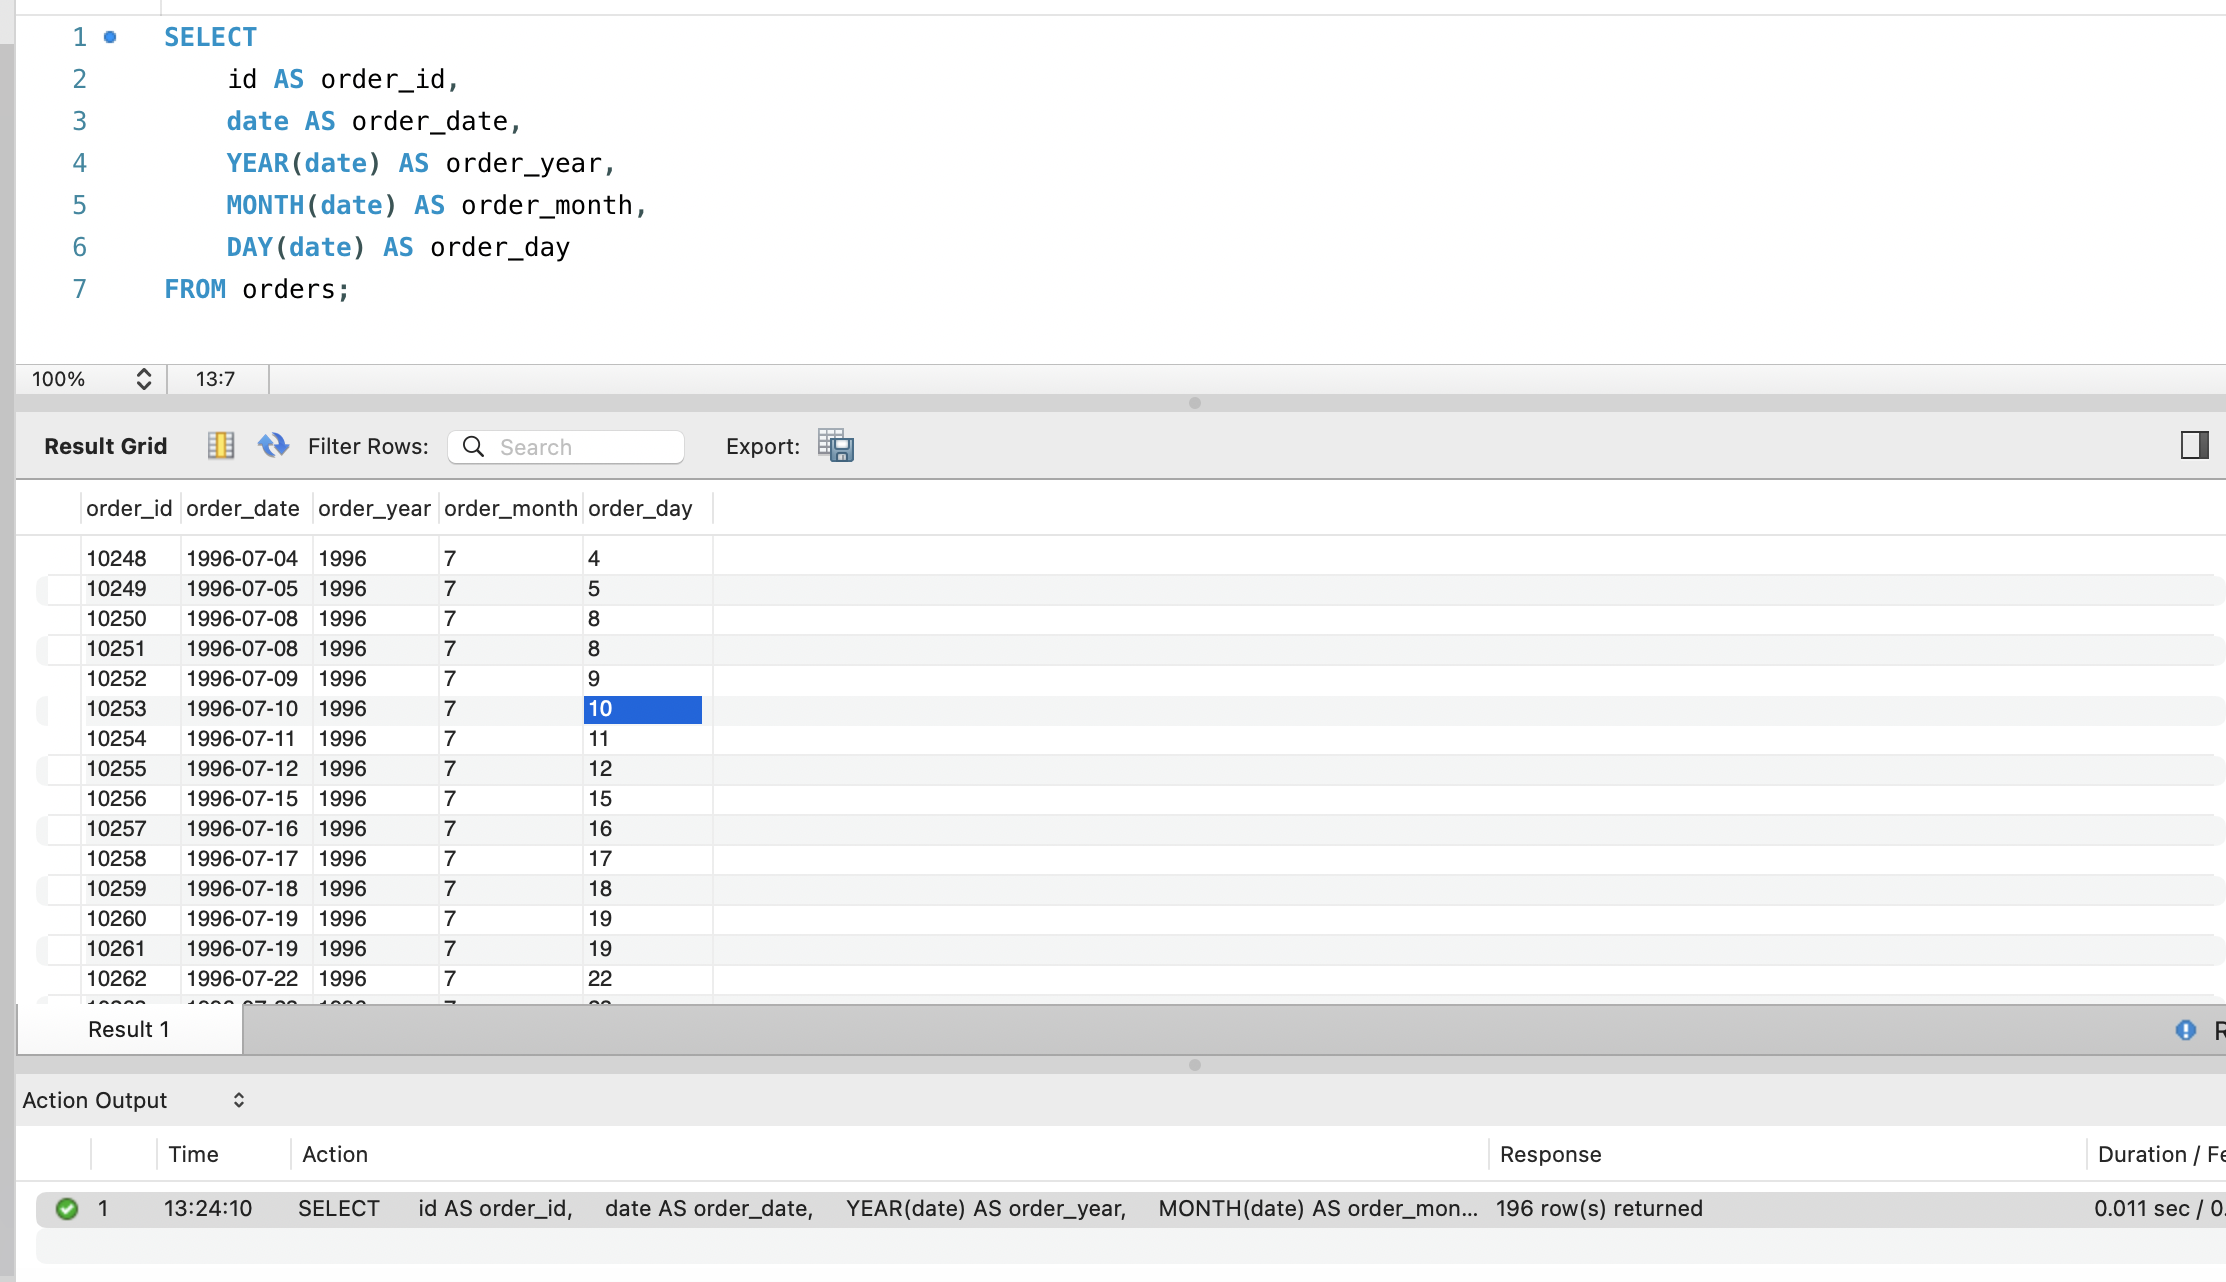 1 SELECT
2 id AS order_id,
3 date AS order_date,
4 YEAR(date) AS order_year,
5 MONTH(date) AS order_month,
6 DAY(date) AS order_day
7 FROM orders;
100% 13:7
Result Grid Filter Rows: Search Export:
order_id order_date order_year order_month order_day
10248 1996-07-04 1996 7 4
10249 1996-07-05 1996 7 5
10250 1996-07-08 1996 7 8
10251 1996-07-08 1996 7 8
10252 1996-07-09 1996 7 9
10253 1996-07-10 1996 7 10
10254 1996-07-11 1996 7 11
10255 1996-07-12 1996 7 12
10256 1996-07-15 1996 7 15
10257 1996-07-16 1996 7 16
10258 1996-07-17 1996 7 17
10259 1996-07-18 1996 7 18
10260 1996-07-19 1996 7 19
10261 1996-07-19 1996 7 19
10262 1996-07-22 1996 7 22
Result 1
Action Output
Time Action Response Duration / Fe
1 13:24:10 SELECT id AS order_id, date AS order_date, YEAR(date) AS order_year, MONTH(date) AS order_mon... 196 row(s) returned 0.011 sec / 0.